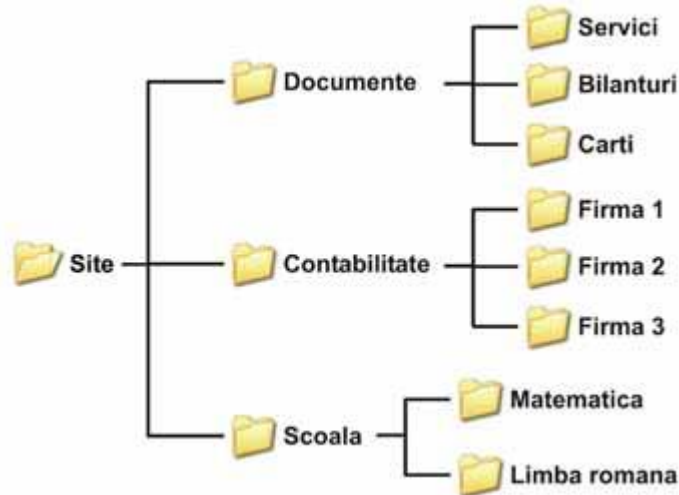 Site
Documente
Servici
Bilanturi
Carti
Contabilitate
Firma 1
Firma 2
Firma 3
Scoala
Matematica
Limba romana